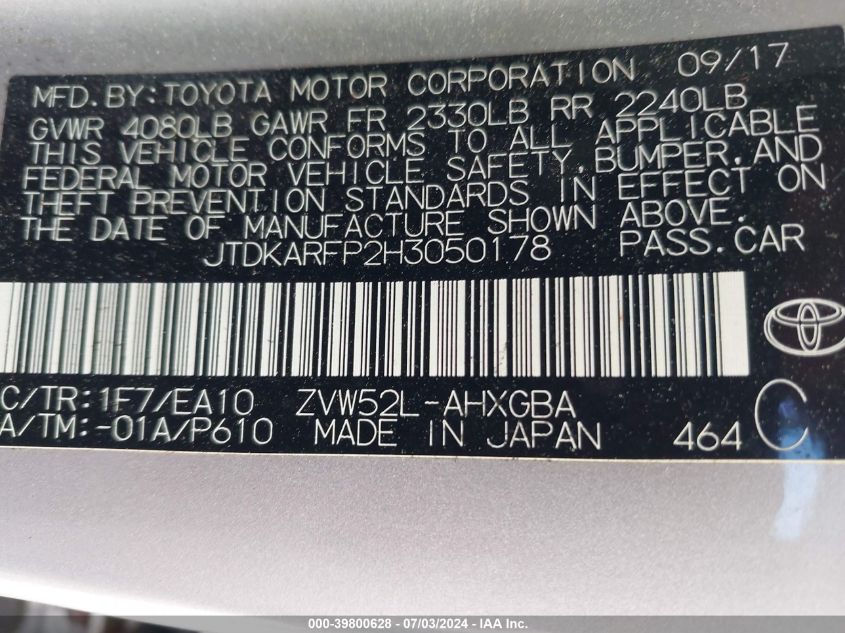 MFD. BY: TOYOTA MOTOR CORPORATION 09/17
GVWR 4080LB GAWR FR 2330LB RR 2240LB
THIS VEHICLE CONFORMS TO ALL APPLICABLE
FEDERAL MOTOR VEHICLE SAFETY, BUMPER, AND
THEFT PREVENTION STANDARDS IN EFFECT ON
THE DATE OF MANUFACTURE SHOWN ABOVE.
JTDKARFP2H3050178 PASS. CAR
C/TR: 1F7/EA10 ZVW52L-AHXGBA
A/TM: -01A/P610 MADE IN JAPAN 464 C
000-39800628 - 07/03/2024 - IAA Inc.